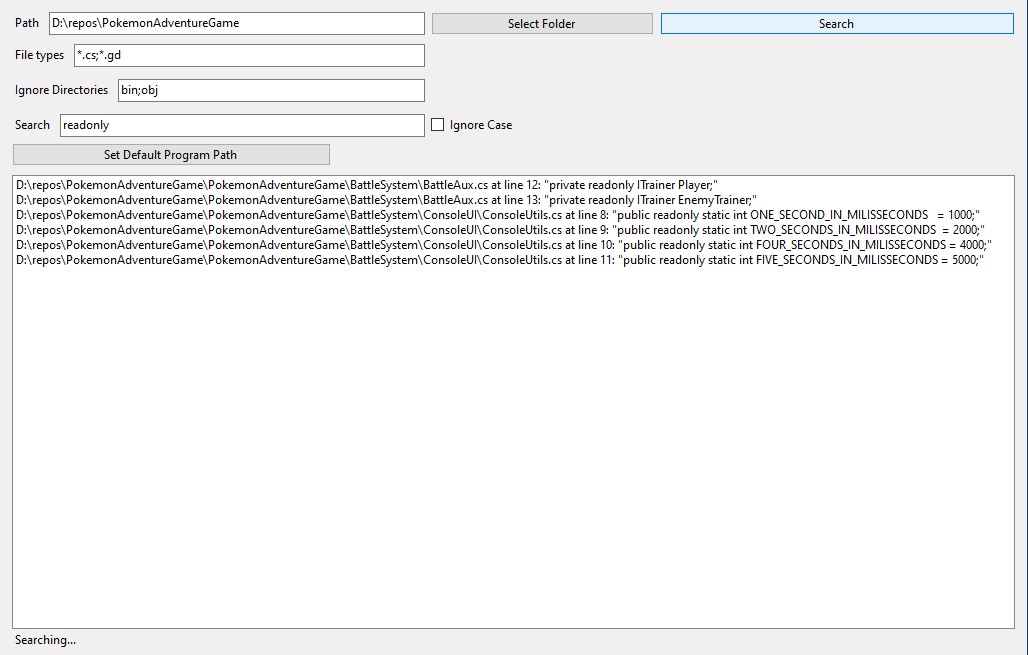 Path D:\repos\PokemonAdventureGame Select Folder Search
File types *.cs;*.gd
Ignore Directories bin;obj
Search readonly Ignore Case
Set Default Program Path
D:\repos\PokemonAdventureGame\PokemonAdventureGame\BattleSystem\BattleAux.cs at line 12: "private readonly ITrainer Player;"
D:\repos\PokemonAdventureGame\PokemonAdventureGame\BattleSystem\BattleAux.cs at line 13: "private readonly ITrainer EnemyTrainer;"
D:\repos\PokemonAdventureGame\PokemonAdventureGame\BattleSystem\ConsoleUI\ConsoleUtils.cs at line 8: "public readonly static int ONE_SECOND_IN_MILISSECONDS   = 1000;"
D:\repos\PokemonAdventureGame\PokemonAdventureGame\BattleSystem\ConsoleUI\ConsoleUtils.cs at line 9: "public readonly static int TWO_SECONDS_IN_MILISSECONDS  = 2000;"
D:\repos\PokemonAdventureGame\PokemonAdventureGame\BattleSystem\ConsoleUI\ConsoleUtils.cs at line 10: "public readonly static int FOUR_SECONDS_IN_MILISSECONDS = 4000;"
D:\repos\PokemonAdventureGame\PokemonAdventureGame\BattleSystem\ConsoleUI\ConsoleUtils.cs at line 11: "public readonly static int FIVE_SECONDS_IN_MILISSECONDS = 5000;"
Searching...